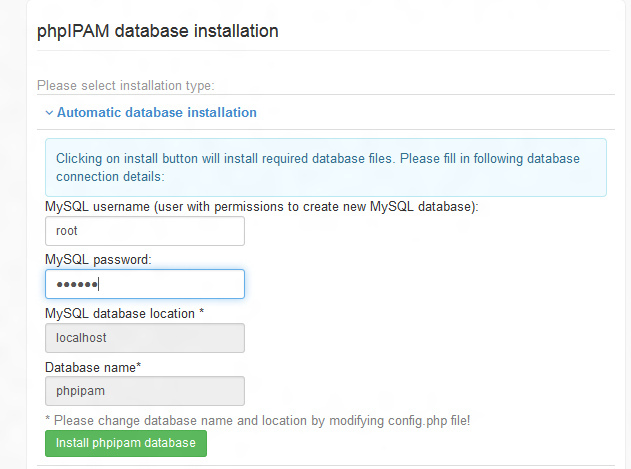 phpIPAM database installation
Please select installation type:
Automatic database installation
Clicking on install button will install required database files. Please fill in following database
connection details:
MySQL username (user with permissions to create new MySQL database):
root
MySQL password:
●●●●●●
MySQL database location *
localhost
Database name*
phpipam
* Please change database name and location by modifying config.php file!
Install phpipam database